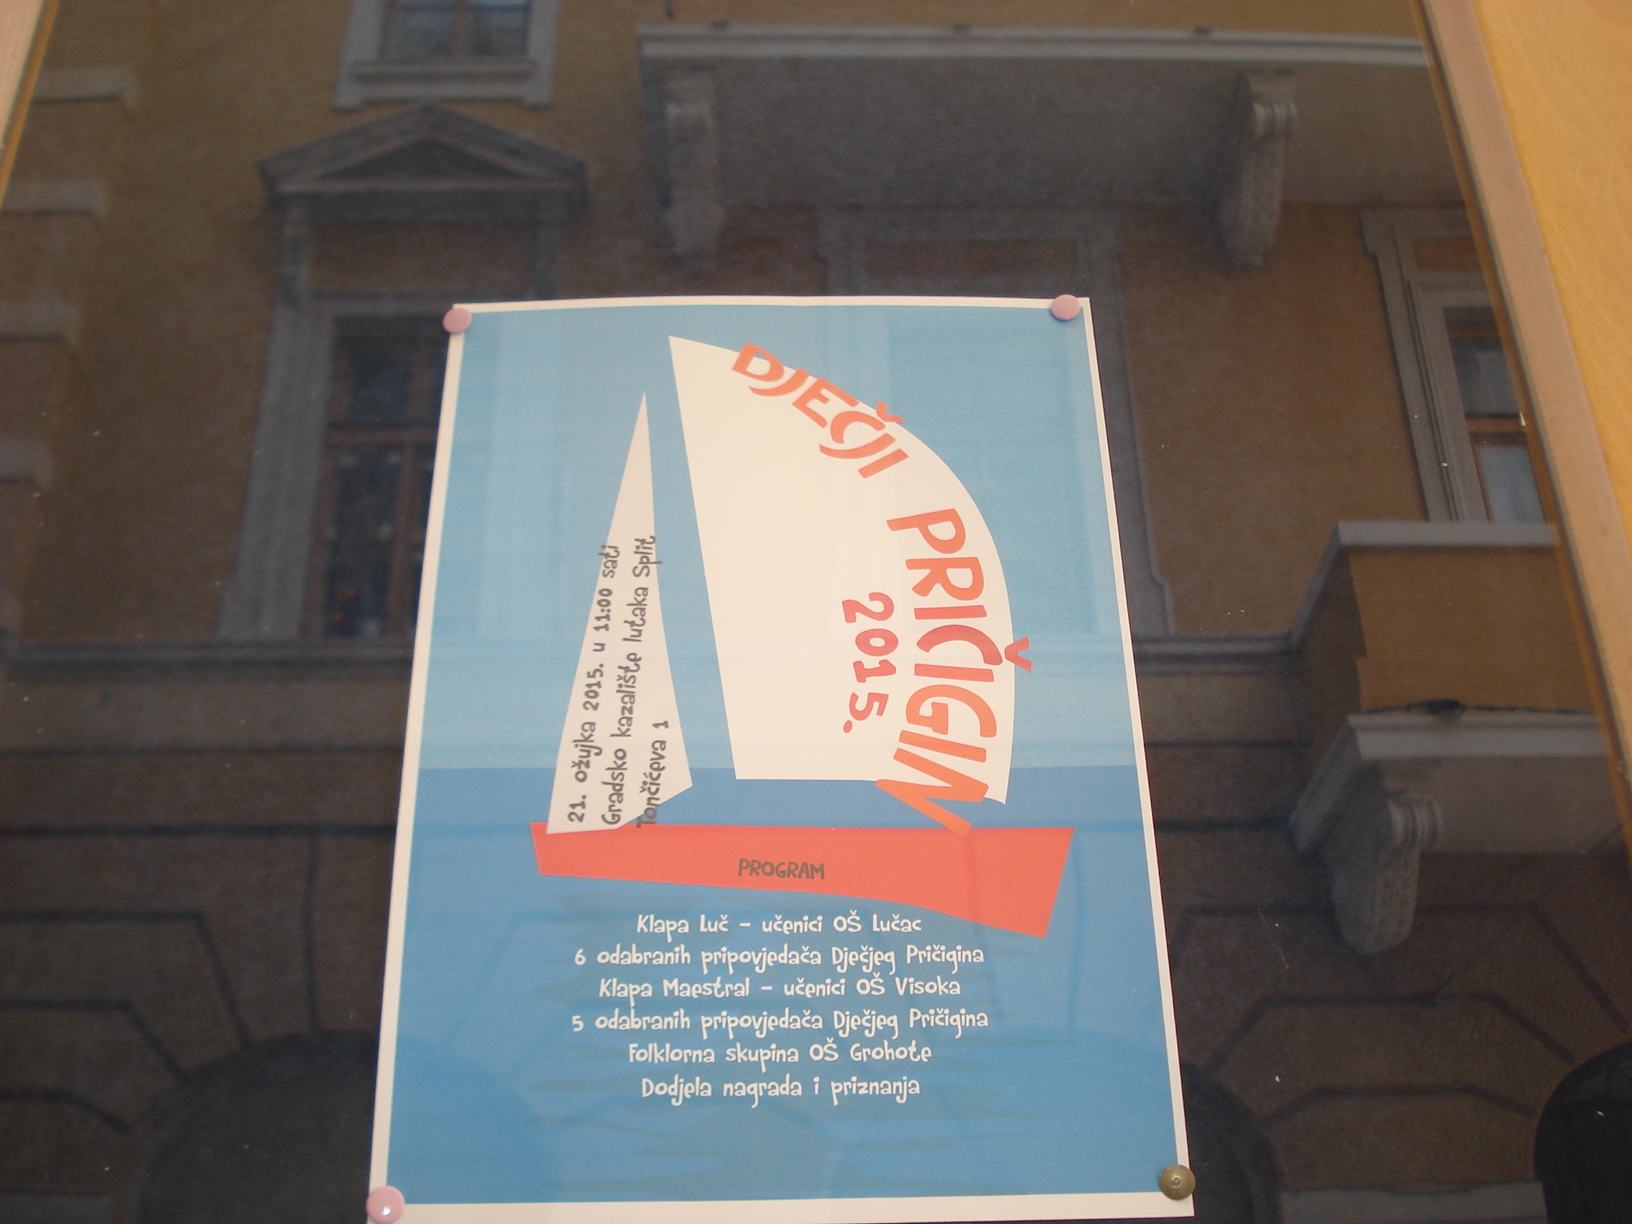 DJEČJI
PRIČIGIN
2015.
21. ožujka 2015. u 11:00 sati
Gradsko kazalište lutaka Split
Tončićeva 1
PROGRAM
Klapa Luč – učenici OŠ Lučac
6 odabranih pripovjedača Dječjeg Pričigina
Klapa Maestral – učenici OŠ Visoka
5 odabranih pripovjedača Dječjeg Pričigina
Folklorna skupina OŠ Grohote
Dodjela nagrada i priznanja